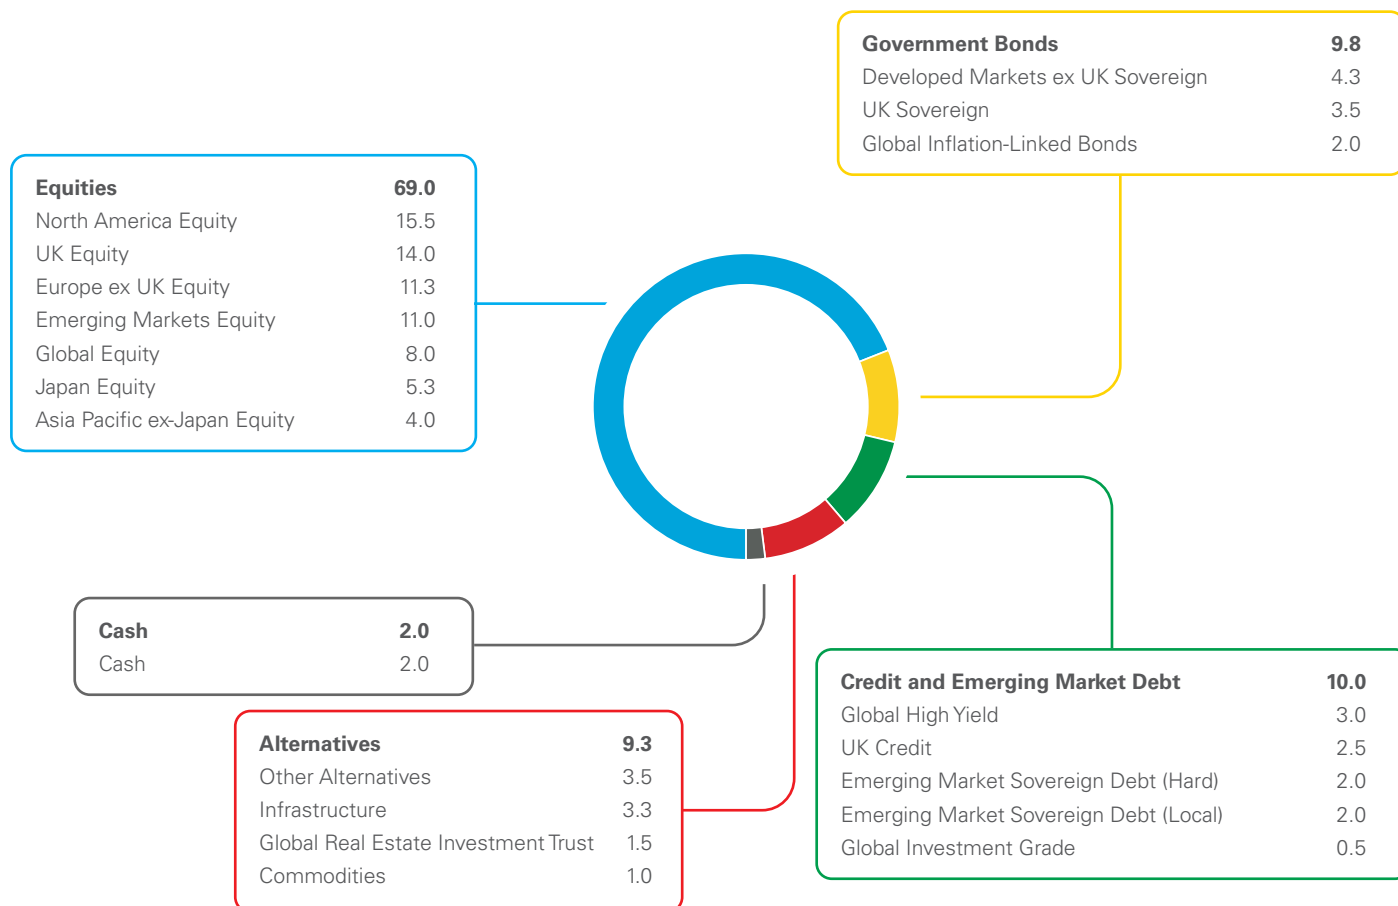 Government Bonds 9.8
Developed Markets ex UK Sovereign 4.3
UK Sovereign 3.5
Global Inflation-Linked Bonds 2.0
Equities 69.0
North America Equity 15.5
UK Equity 14.0
Europe ex UK Equity 11.3
Emerging Markets Equity 11.0
Global Equity 8.0
Japan Equity 5.3
Asia Pacific ex-Japan Equity 4.0
Cash 2.0
Cash 2.0
Alternatives 9.3
Other Alternatives 3.5
Infrastructure 3.3
Global Real Estate Investment Trust 1.5
Commodities 1.0
Credit and Emerging Market Debt 10.0
Global High Yield 3.0
UK Credit 2.5
Emerging Market Sovereign Debt (Hard) 2.0
Emerging Market Sovereign Debt (Local) 2.0
Global Investment Grade 0.5